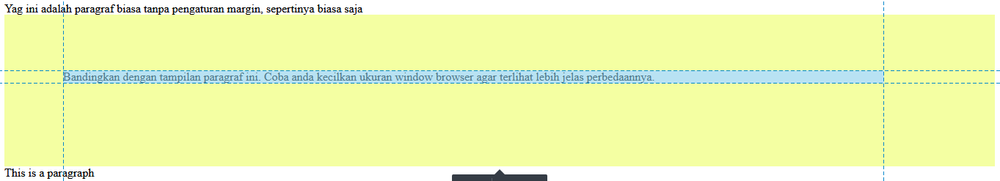 Yag ini adalah paragraf biasa tanpa pengaturan margin, sepertinya biasa saja
Bandingkan dengan tampilan paragraf ini. Coba anda kecilkan ukuran window browser agar terlihat lebih jelas perbedaannya.
This is a paragraph